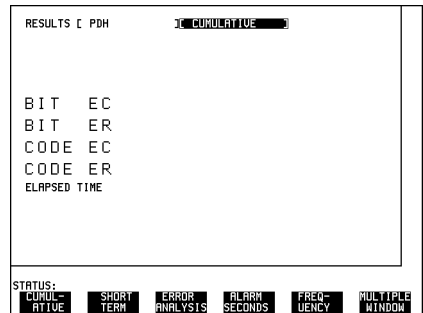 RESULTS [ PDH ][ CUMULATIVE ]
BIT EC
BIT ER
CODE EC
CODE ER
ELAPSED TIME
STATUS:
CUMUL- SHORT ERROR ALARM FREQ- MULTIPLE
ATIVE TERM ANALYSIS SECONDS UENCY WINDOW